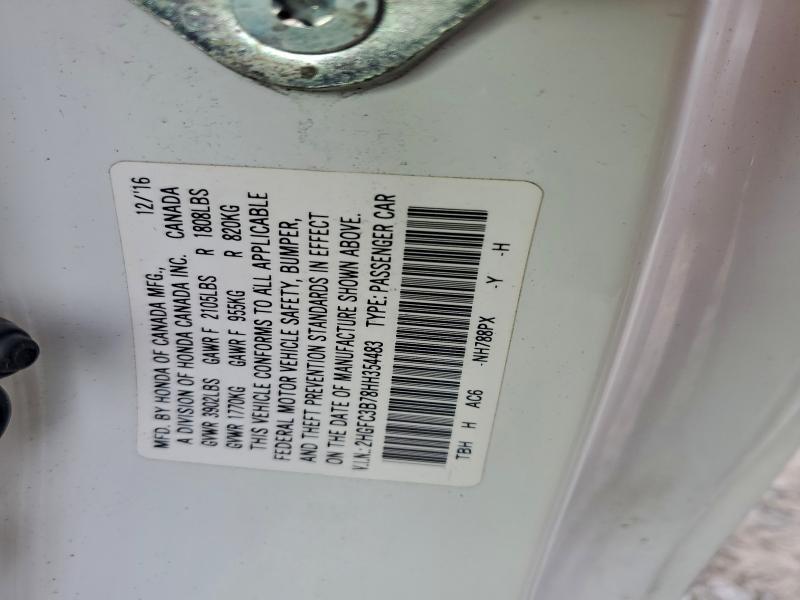 MFD. BY HONDA OF CANADA MFG., 12/'16
A DIVISION OF HONDA CANADA INC. CANADA
GVWR 3902LBS GAWR F 2105LBS R 1808LBS
GVWR 1770KG GAWR F 955KG R 820KG
THIS VEHICLE CONFORMS TO ALL APPLICABLE
FEDERAL MOTOR VEHICLE SAFETY, BUMPER,
AND THEFT PREVENTION STANDARDS IN EFFECT
ON THE DATE OF MANUFACTURE SHOWN ABOVE.
V.I.N.: 2HGFC3B78HH354483 TYPE: PASSENGER CAR
TBH H AC6 -NH788PX -Y -H